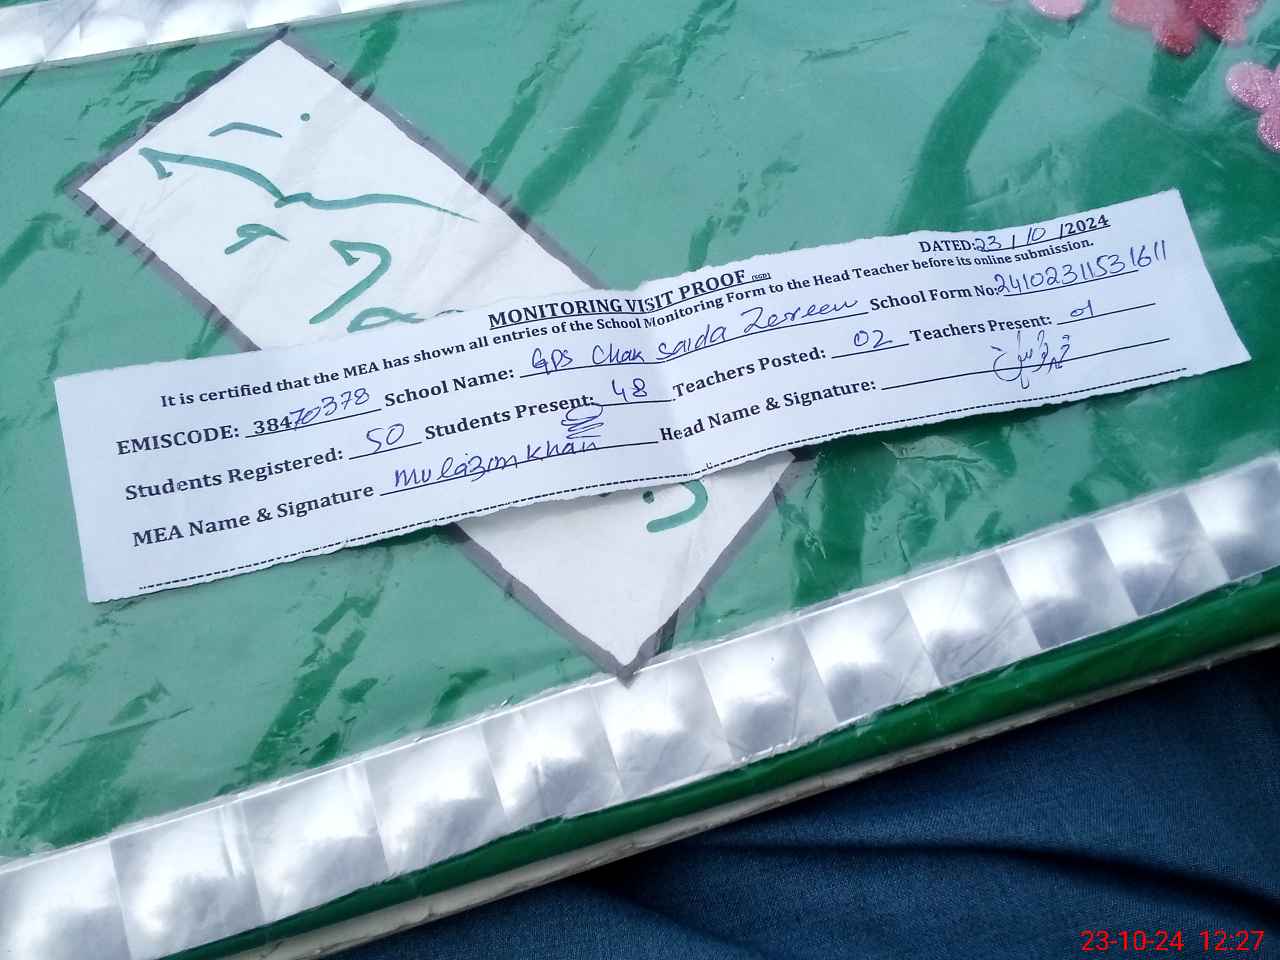 MONITORING VISIT PROOF (SGD)
DATED: 23/10/2024
It is certified that the MEA has shown all entries of the School Monitoring Form to the Head Teacher before its online submission.
EMISCODE: 38470378 School Name: GPS Chak saida Zereen School Form No: 2410231153 1611
Students Registered: 50 Students Present: 48 Teachers Posted: 02 Teachers Present: 01
MEA Name & Signature Mulazim khan Head Name & Signature:
23-10-24 12:27